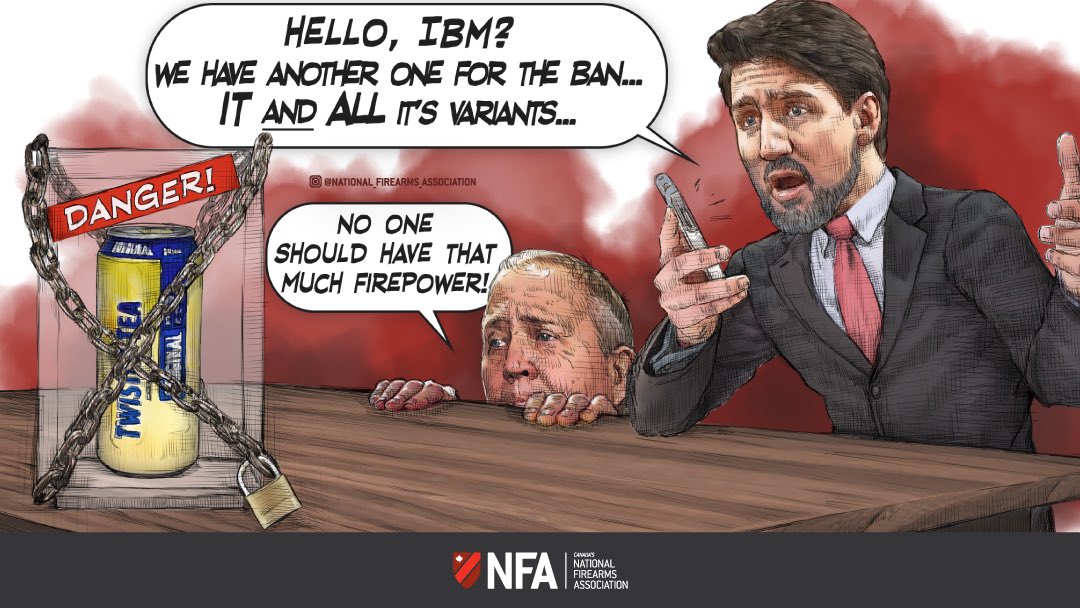 HELLO, IBM?
WE HAVE ANOTHER ONE FOR THE BAN...
IT AND ALL IT'S VARIANTS...
DANGER!
@NATIONAL_FIREARMS_ASSOCIATION
NO ONE
SHOULD HAVE THAT
MUCH FIREPOWER!
TWISTED TEA
ORIGINAL
NFA
CANADA'S
NATIONAL
FIREARMS
ASSOCIATION